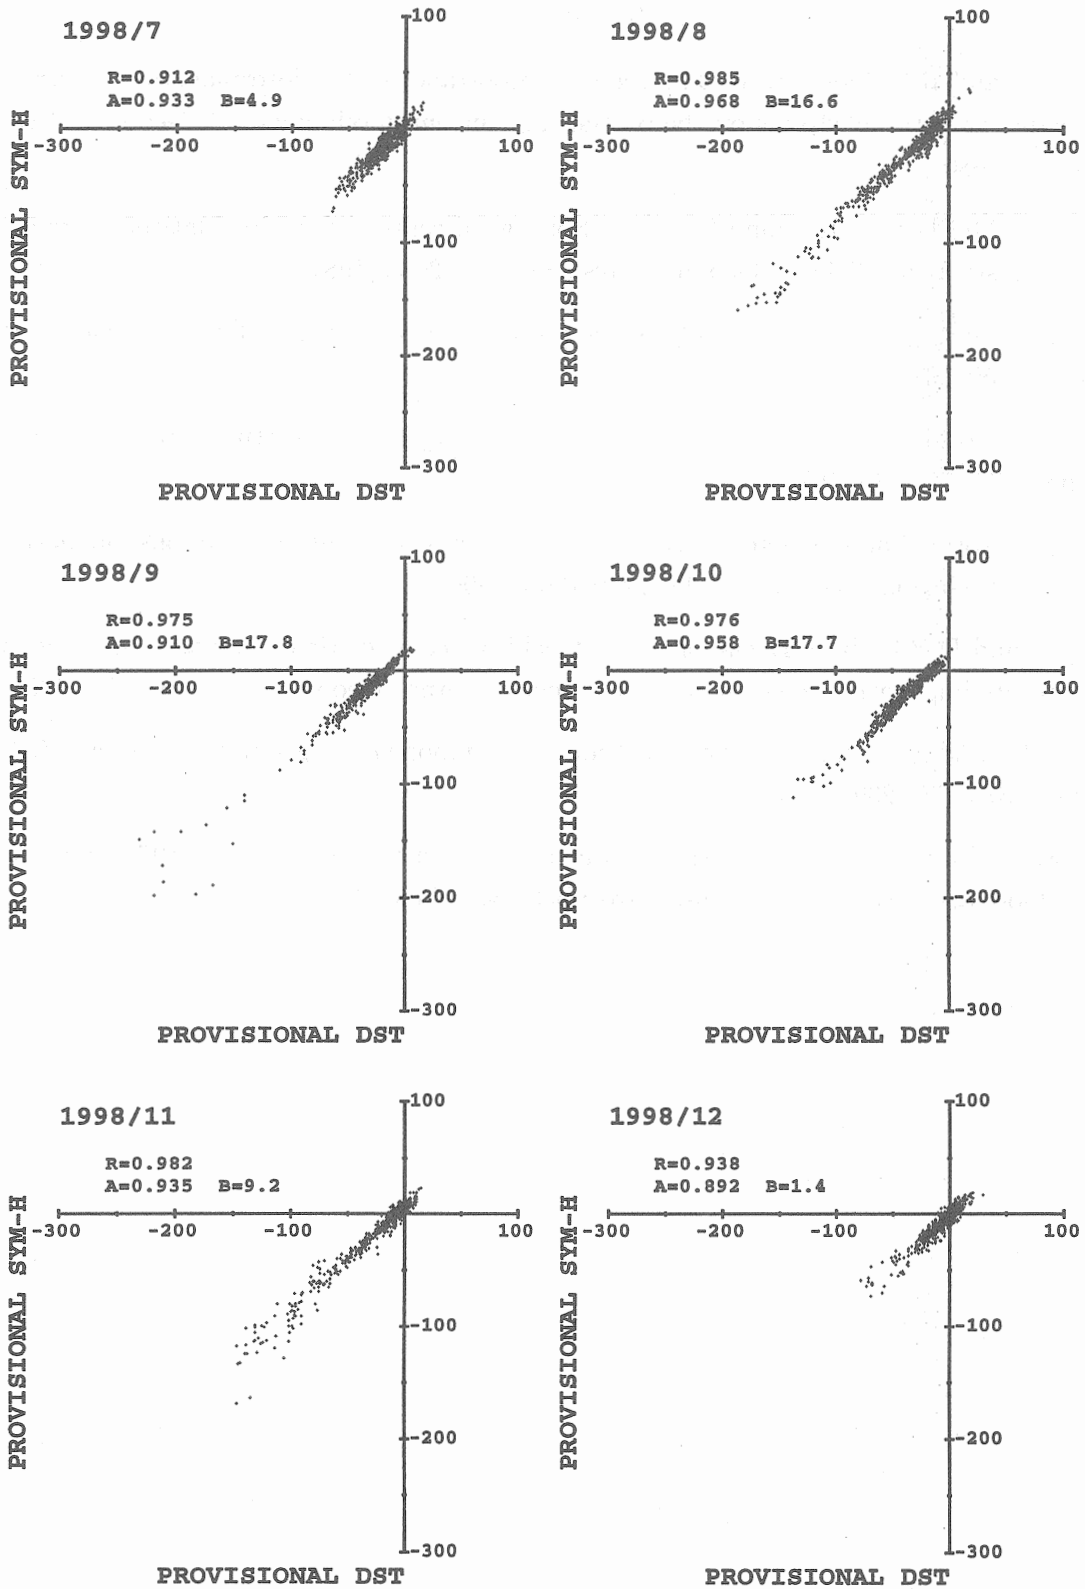 1998/7
R=0.912
A=0.933 B=4.9
100
-300 -200 -100 100
-100
-200
-300
PROVISIONAL SYM-H
PROVISIONAL DST
1998/8
R=0.985
A=0.968 B=16.6
100
-300 -200 -100 100
-100
-200
-300
PROVISIONAL SYM-H
PROVISIONAL DST
1998/9
R=0.975
A=0.910 B=17.8
100
-300 -200 -100 100
-100
-200
-300
PROVISIONAL SYM-H
PROVISIONAL DST
1998/10
R=0.976
A=0.958 B=17.7
100
-300 -200 -100 100
-100
-200
-300
PROVISIONAL SYM-H
PROVISIONAL DST
1998/11
R=0.982
A=0.935 B=9.2
100
-300 -200 -100 100
-100
-200
-300
PROVISIONAL SYM-H
PROVISIONAL DST
1998/12
R=0.938
A=0.892 B=1.4
100
-300 -200 -100 100
-100
-200
-300
PROVISIONAL SYM-H
PROVISIONAL DST